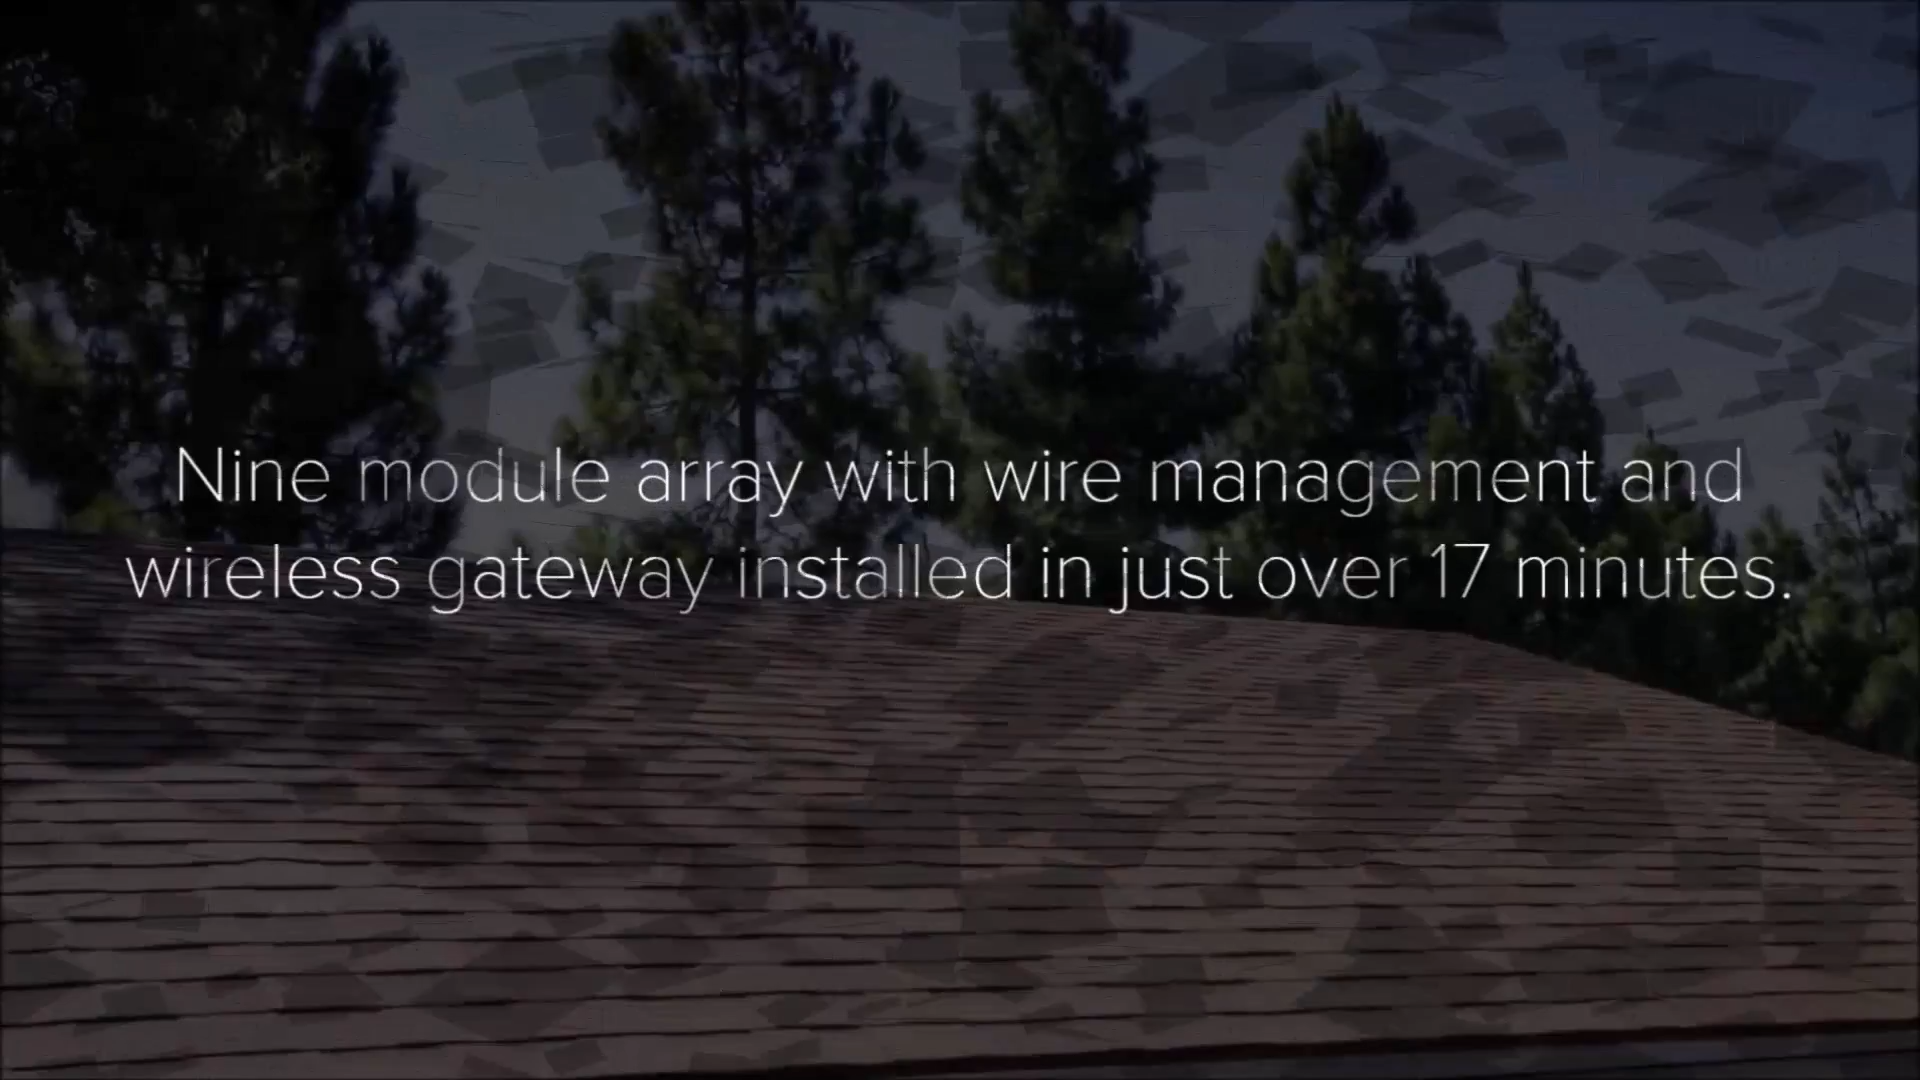 Nine module array with wire management and
wireless gateway installed in just over 17 minutes.